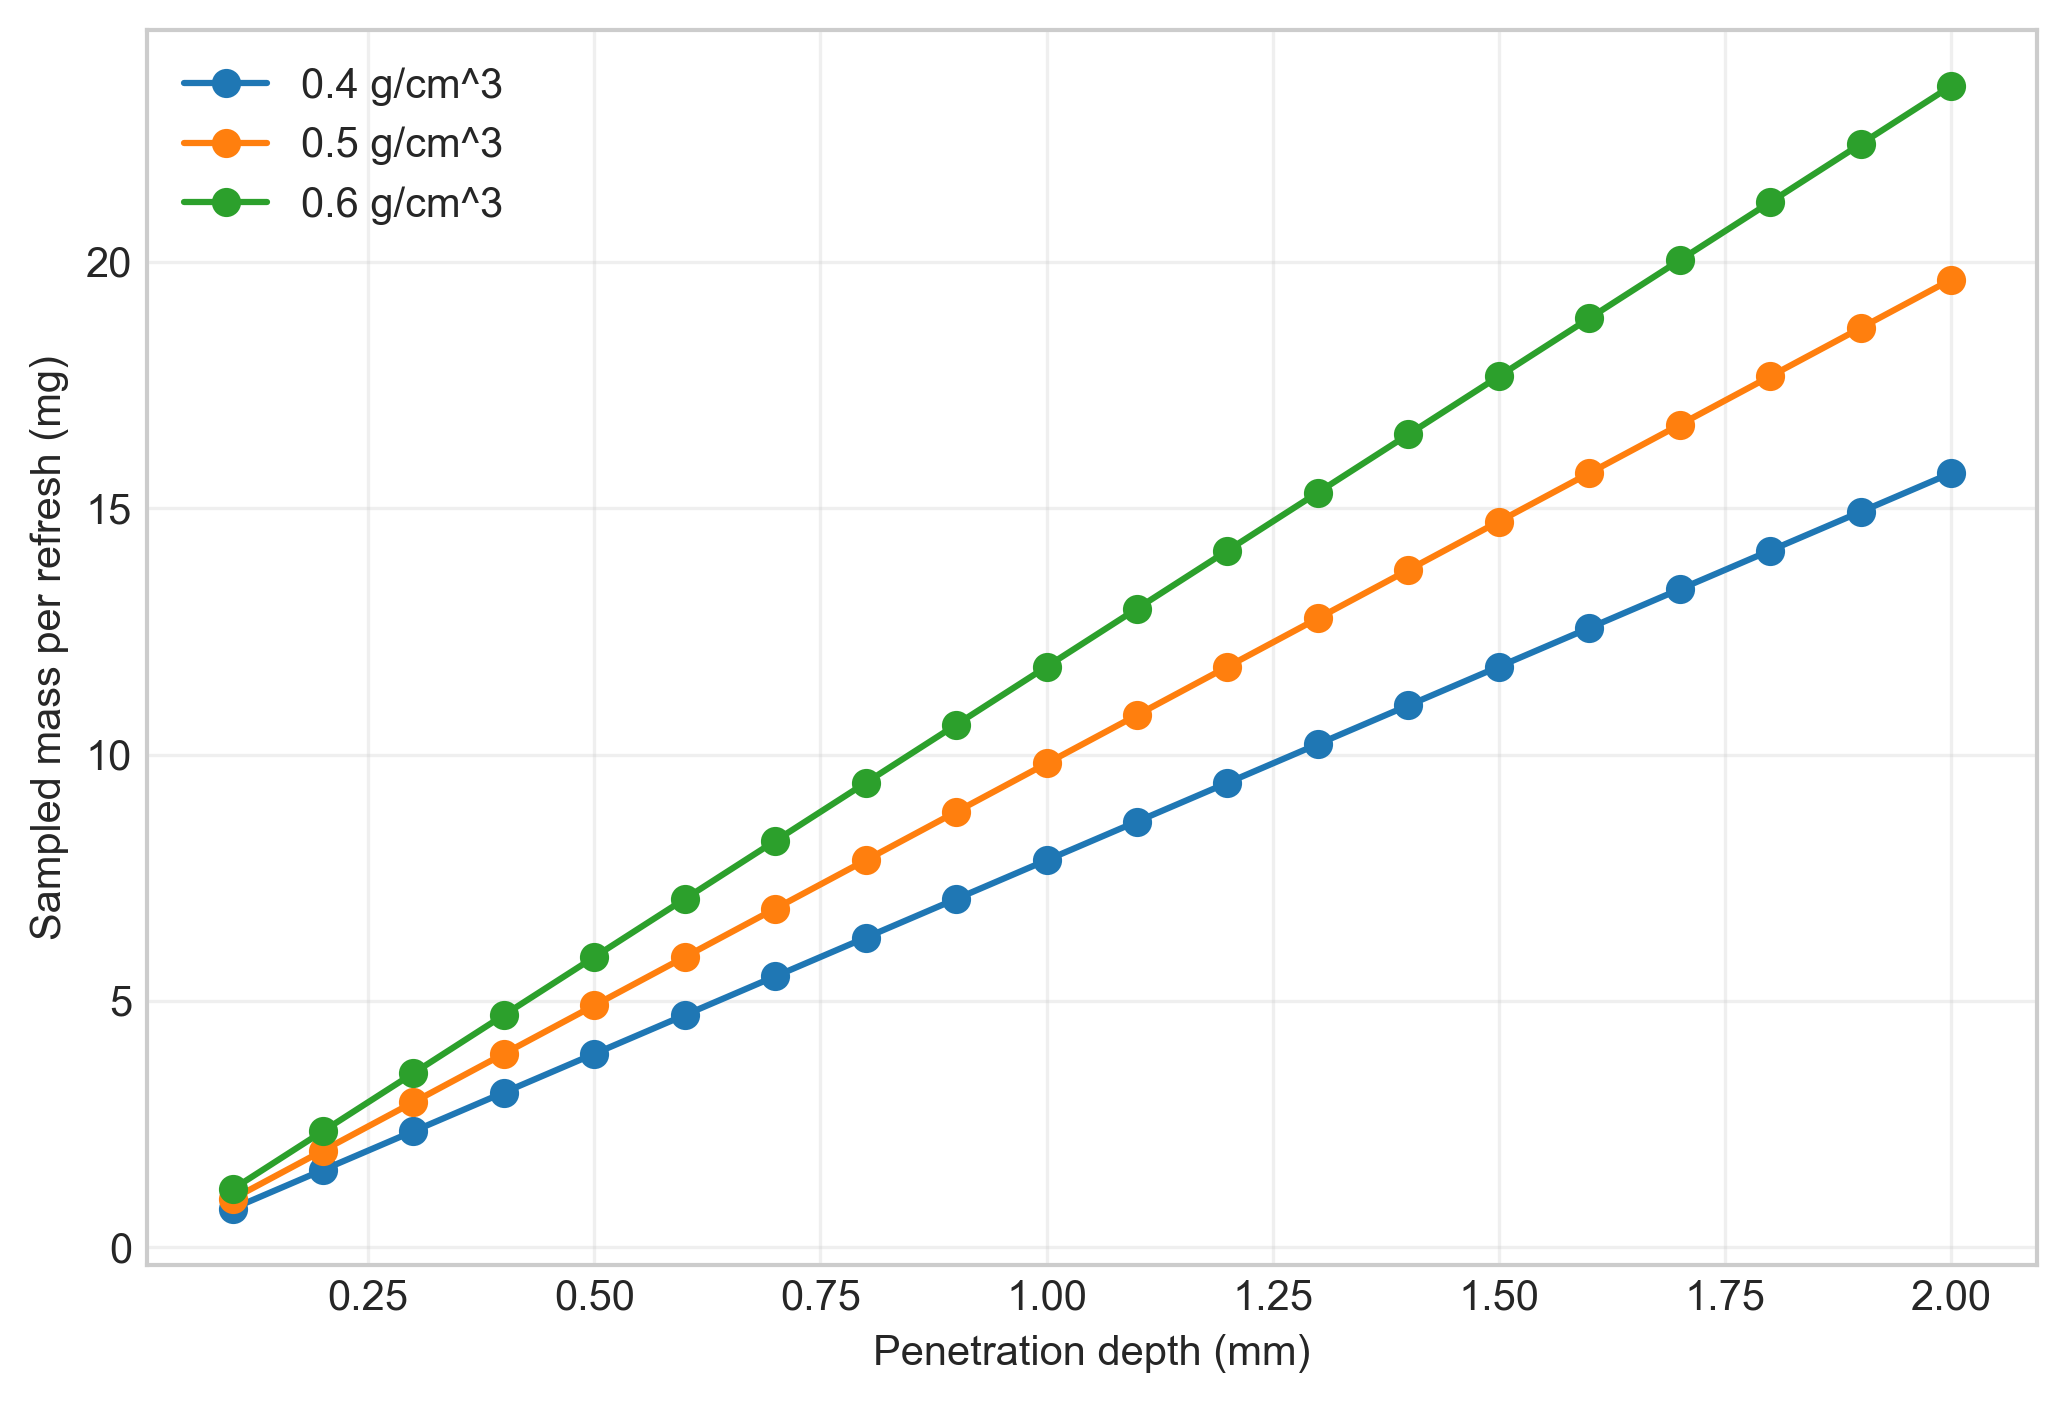 0.4 g/cm^3
0.5 g/cm^3
0.6 g/cm^3
Sampled mass per refresh (mg)
20
15
10
5
0
0.25 0.50 0.75 1.00 1.25 1.50 1.75 2.00
Penetration depth (mm)